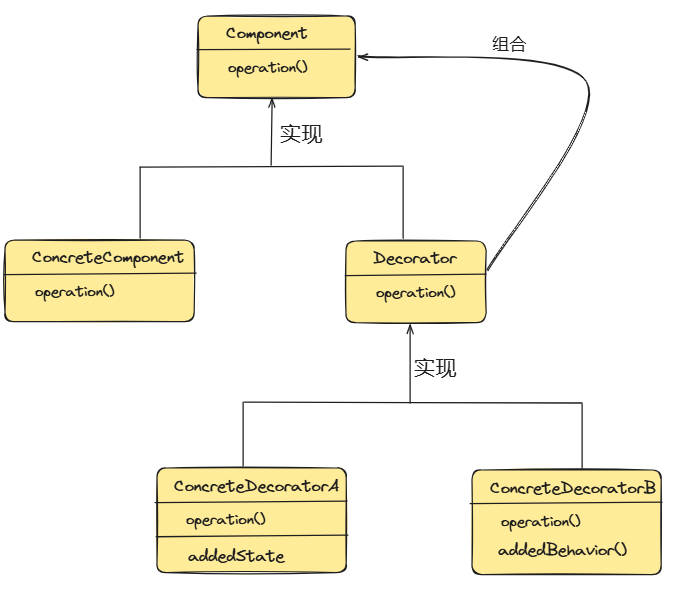 Component
operation()
组合
实现
ConcreteComponent
operation()
Decorator
operation()
实现
ConcreteDecoratorA
operation()
addedState
ConcreteDecoratorB
operation()
addedBehavior()